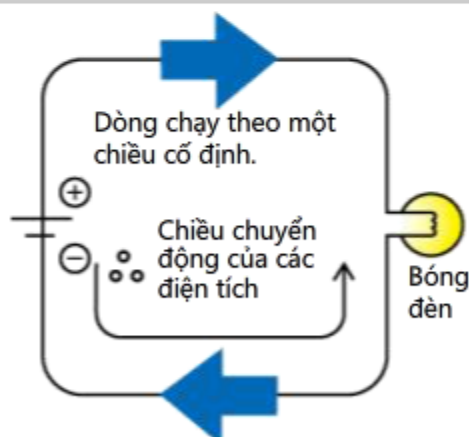 Dòng chạy theo một
chiều cố định.
+
−
Chiều chuyển
động của các
điện tích
Bóng
đèn